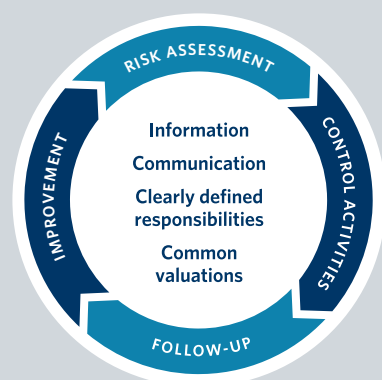 RISK ASSESSMENT
CONTROL ACTIVITIES
FOLLOW-UP
IMPROVEMENT
Information
Communication
Clearly defined
responsibilities
Common
valuations